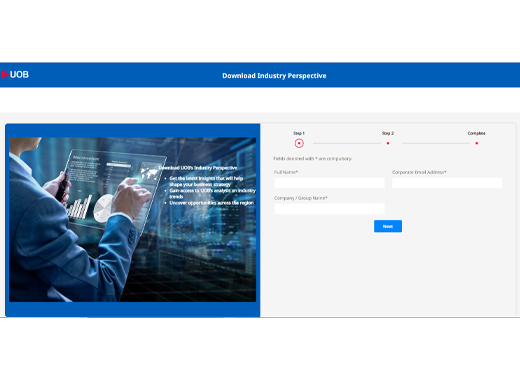 UOB
Download Industry Perspective
Download UOB's Industry Perspective
Get the latest insights that will help
shape your business strategy
Gain access to UOB's analysis on industry
trends
Uncover opportunities across the region
Step 1
Step 2
Complete
Fields denoted with * are compulsory.
Full Name*
Corporate Email Address*
Company / Group Name*
Next